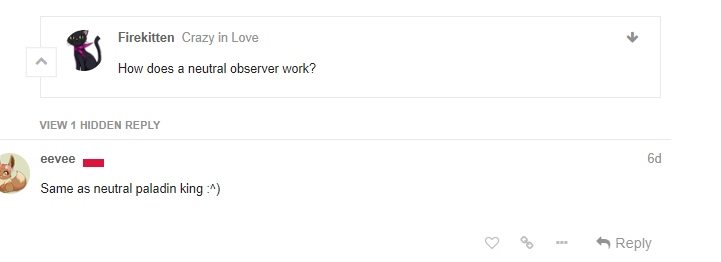 Firekitten Crazy in Love
How does a neutral observer work?
VIEW 1 HIDDEN REPLY
eevee 6d
Same as neutral paladin king :^)
Reply